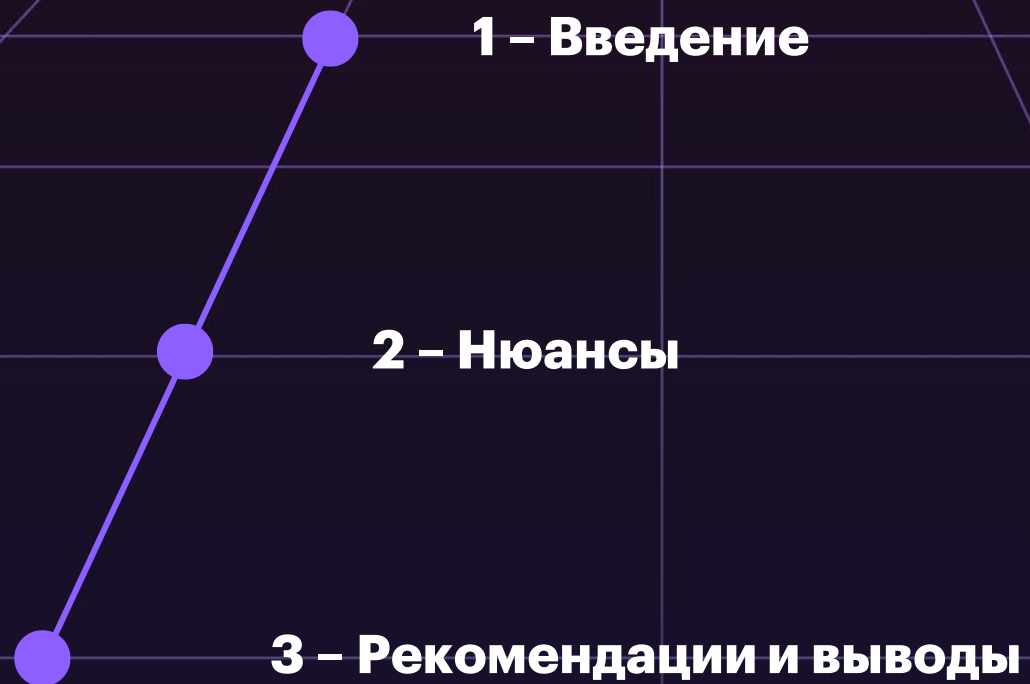 1 – Введение
2 – Нюансы
3 – Рекомендации и выводы